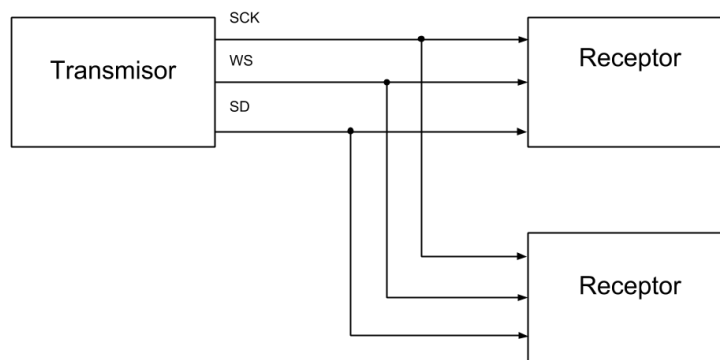 SCK
Transmisor
WS
SD
Receptor
Receptor